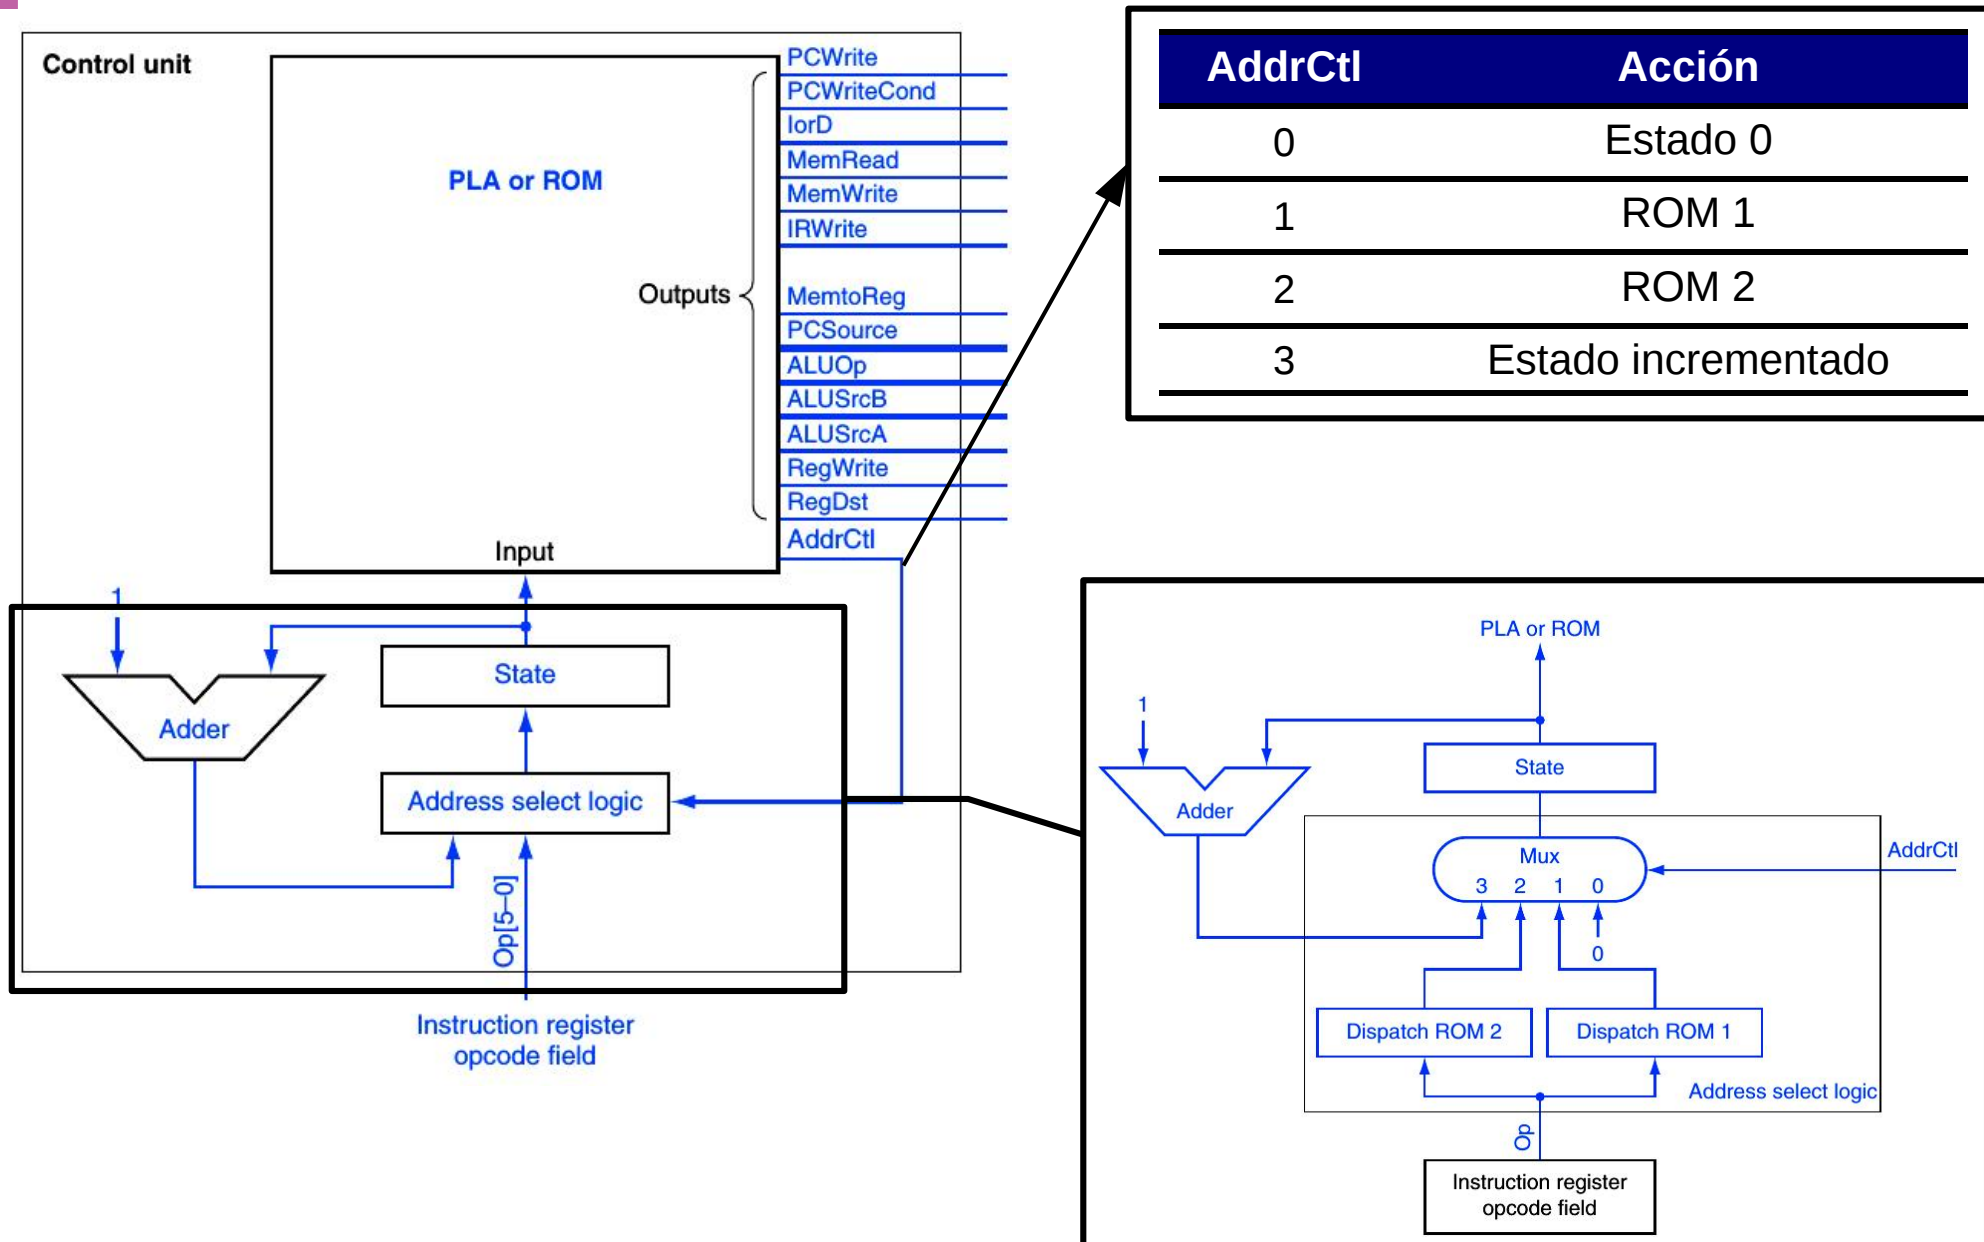 Control unit
PLA or ROM
Outputs
PCWrite
PCWriteCond
IorD
MemRead
MemWrite
IRWrite
MemtoReg
PCSource
ALUOp
ALUSrcB
ALUSrcA
RegWrite
RegDst
AddrCtl
Input
1
State
Adder
Address select logic
Op[5–0]
Instruction register
opcode field
AddrCtl Acción
0 Estado 0
1 ROM 1
2 ROM 2
3 Estado incrementado
PLA or ROM
1
State
Adder
Mux
3 2 1 0
AddrCtl
0
Dispatch ROM 2
Dispatch ROM 1
Address select logic
Op
Instruction register
opcode field